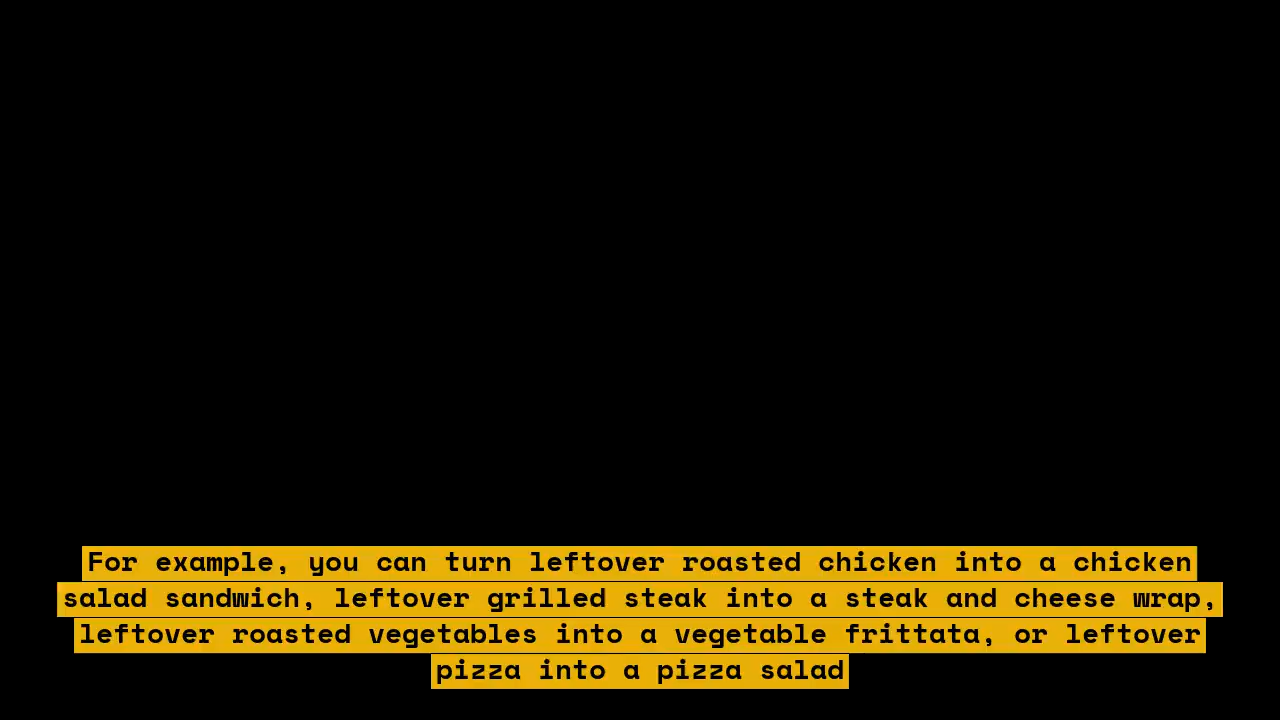 For example, you can turn leftover roasted chicken into a chicken
salad sandwich, leftover grilled steak into a steak and cheese wrap,
leftover roasted vegetables into a vegetable frittata, or leftover
pizza into a pizza salad